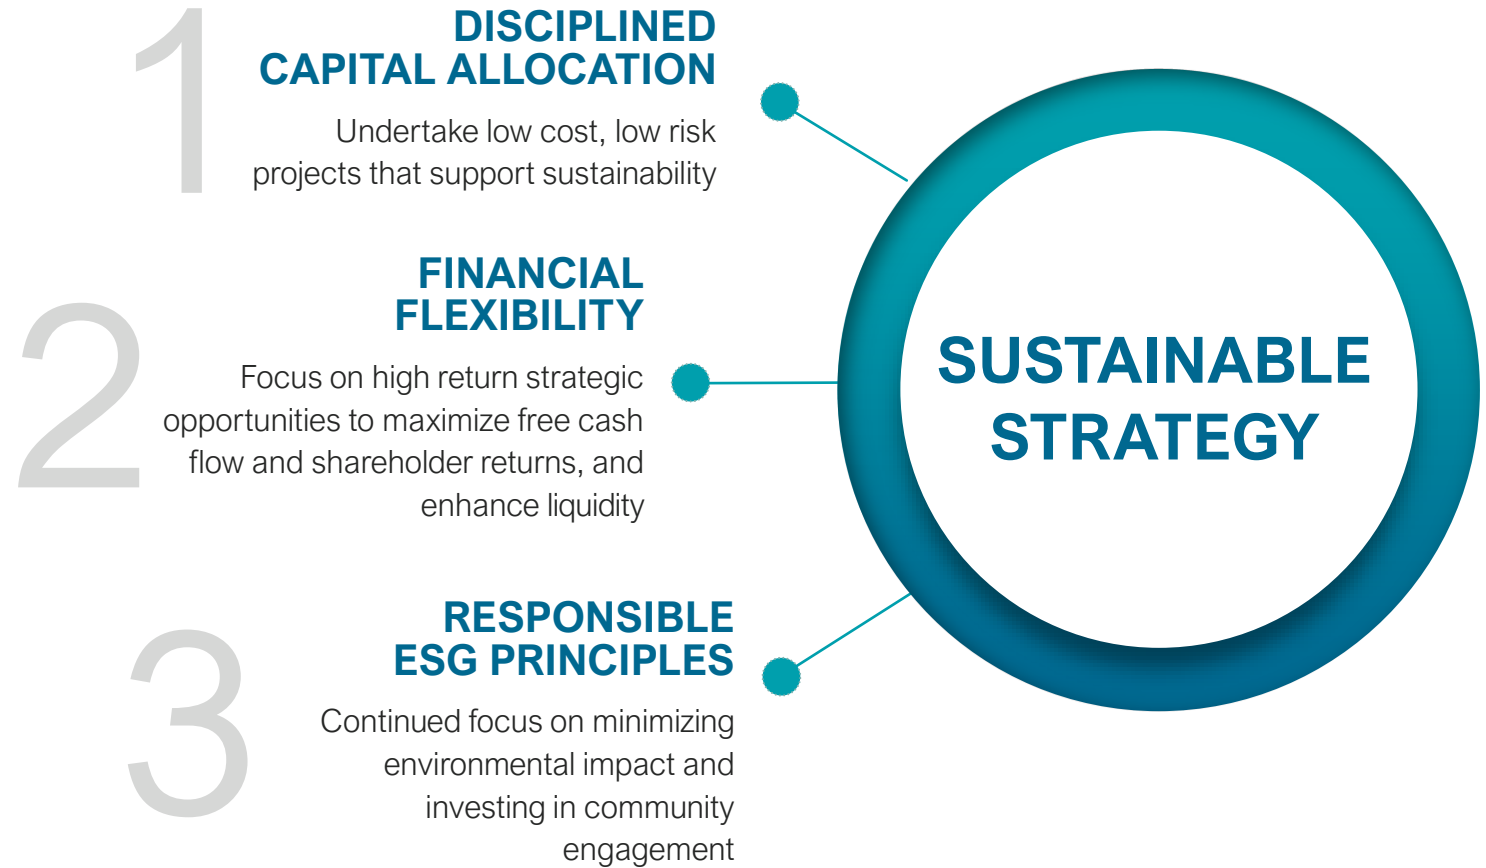 1
DISCIPLINED
CAPITAL ALLOCATION
Undertake low cost, low risk
projects that support sustainability
2
FINANCIAL
FLEXIBILITY
Focus on high return strategic
opportunities to maximize free cash
flow and shareholder returns, and
enhance liquidity
3
RESPONSIBLE
ESG PRINCIPLES
Continued focus on minimizing
environmental impact and
investing in community
engagement
SUSTAINABLE
STRATEGY